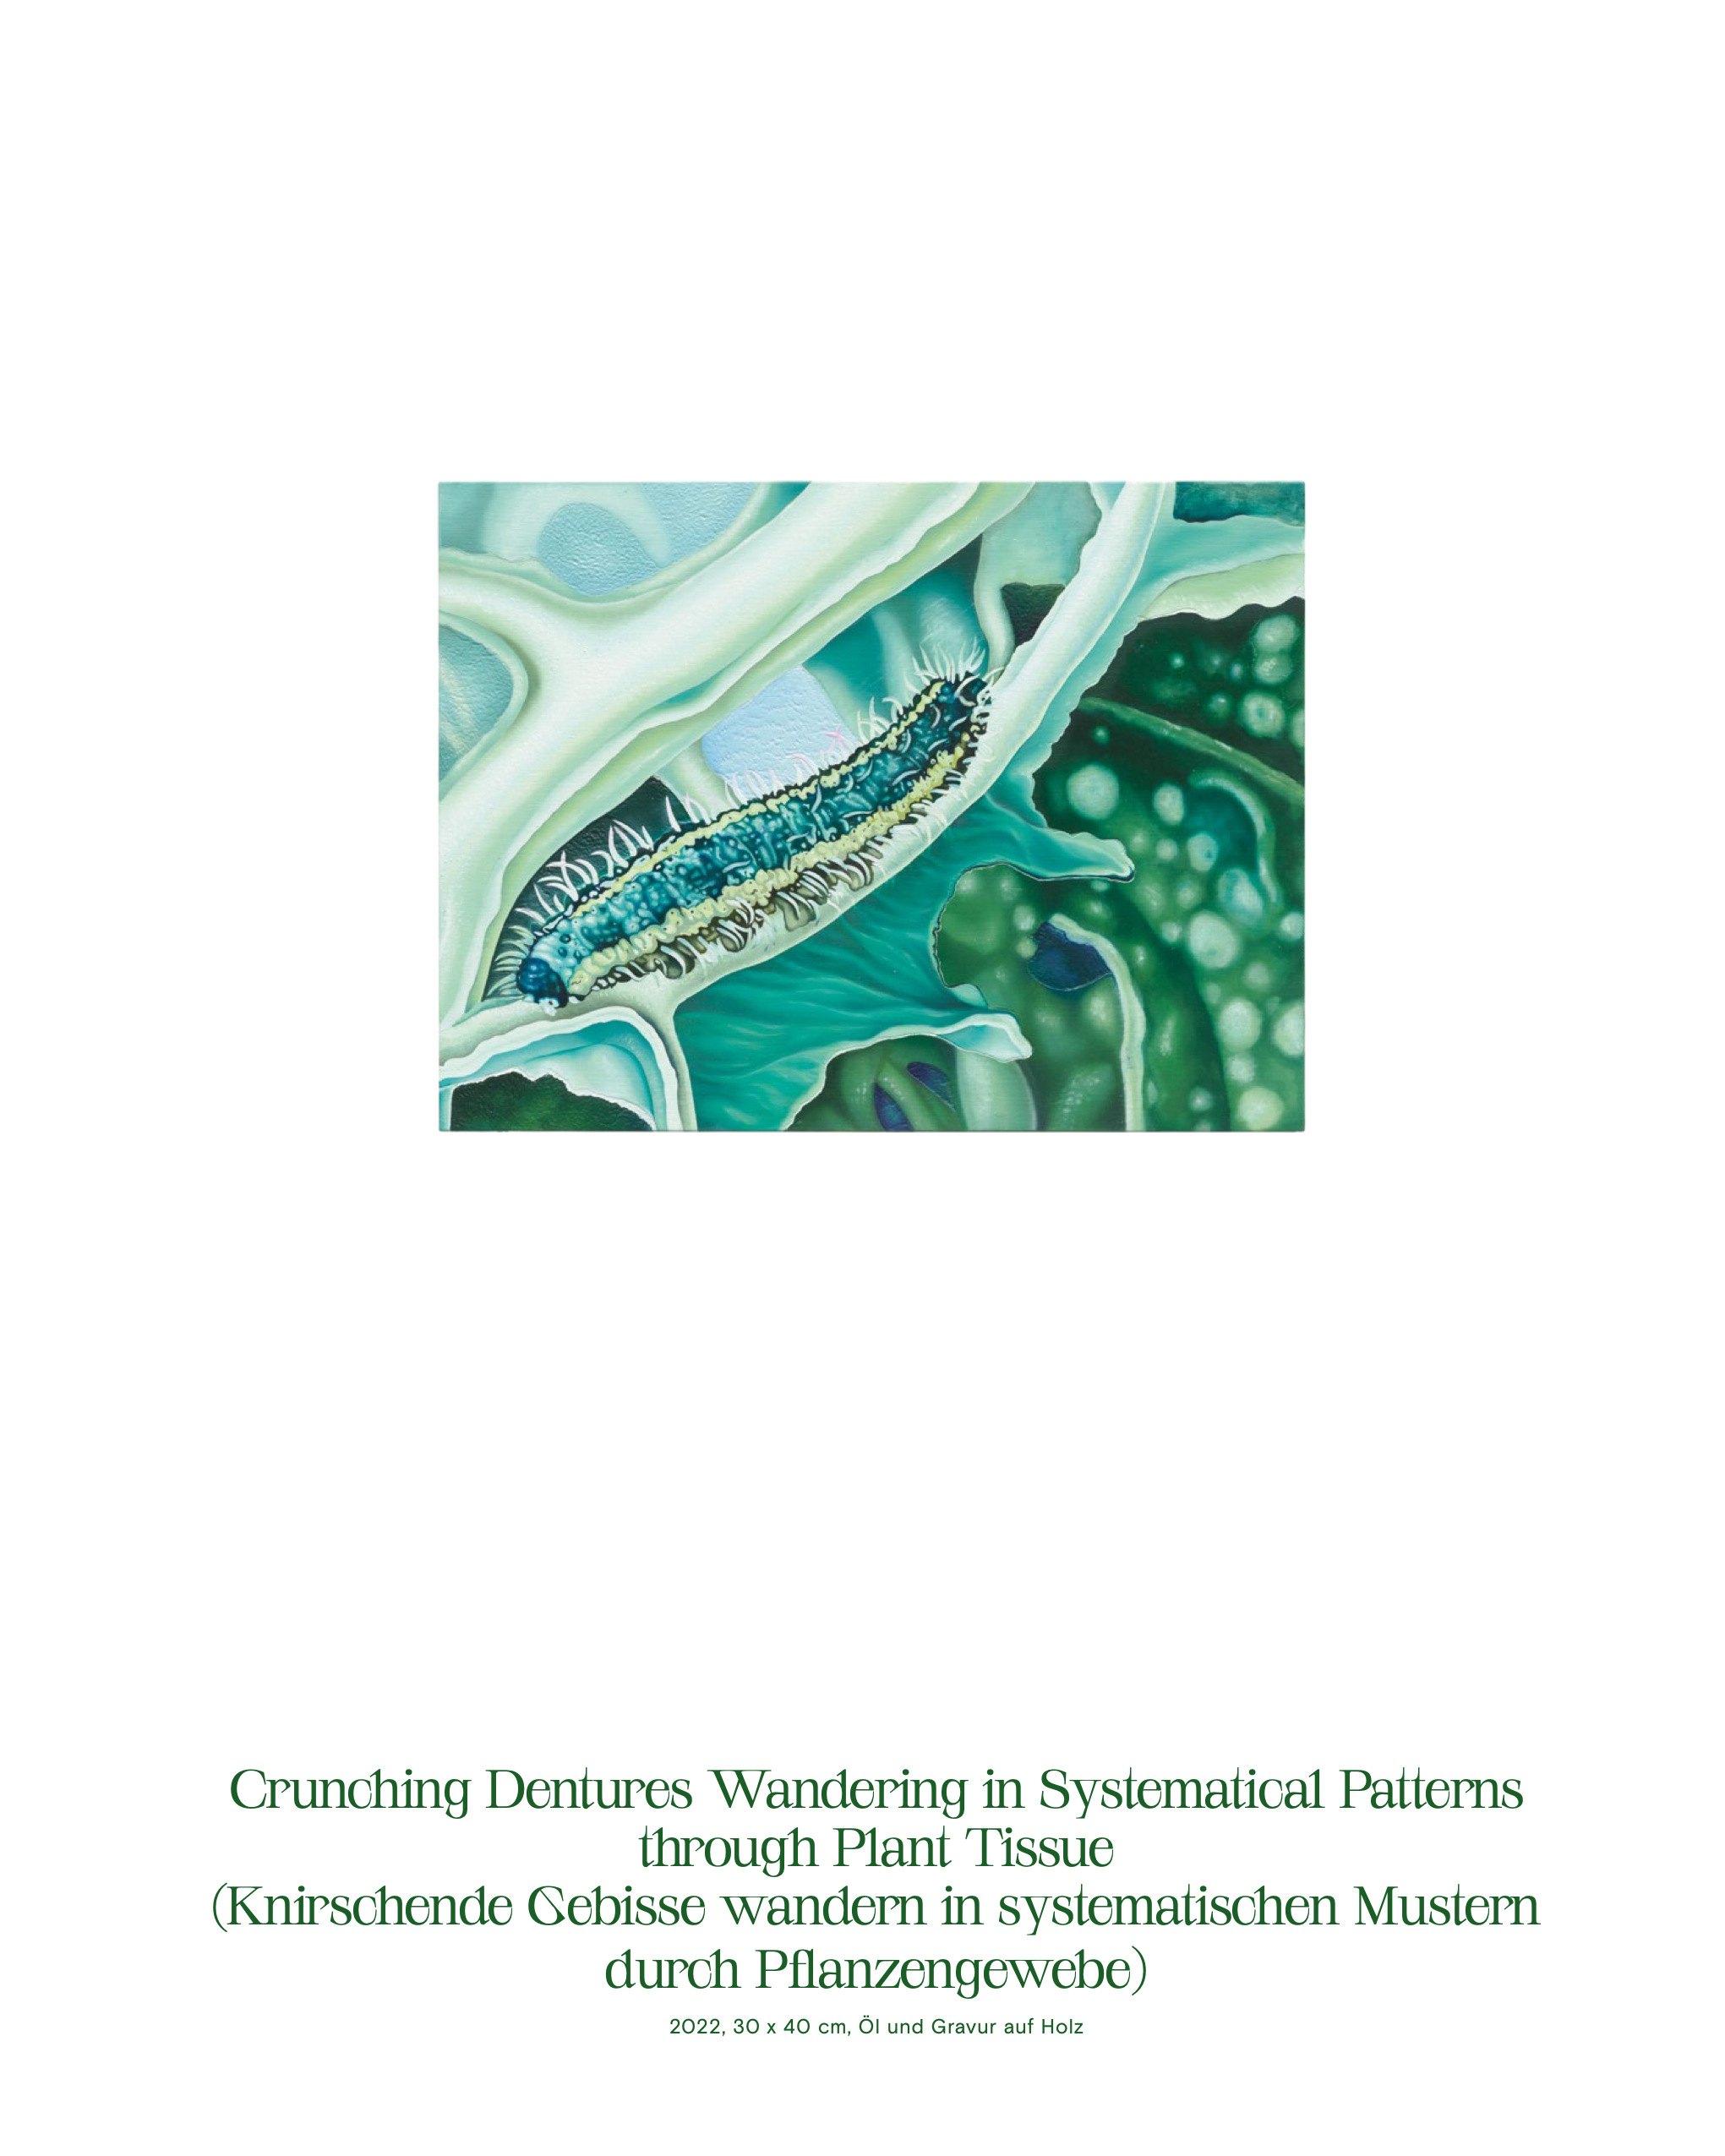 Crunching Dentures Wandering in Systematical Patterns
through Plant Tissue
(Knirschende Gebisse wandern in systematischen Mustern
durch Pflanzengewebe)
2022, 30 x 40 cm, Öl und Gravur auf Holz